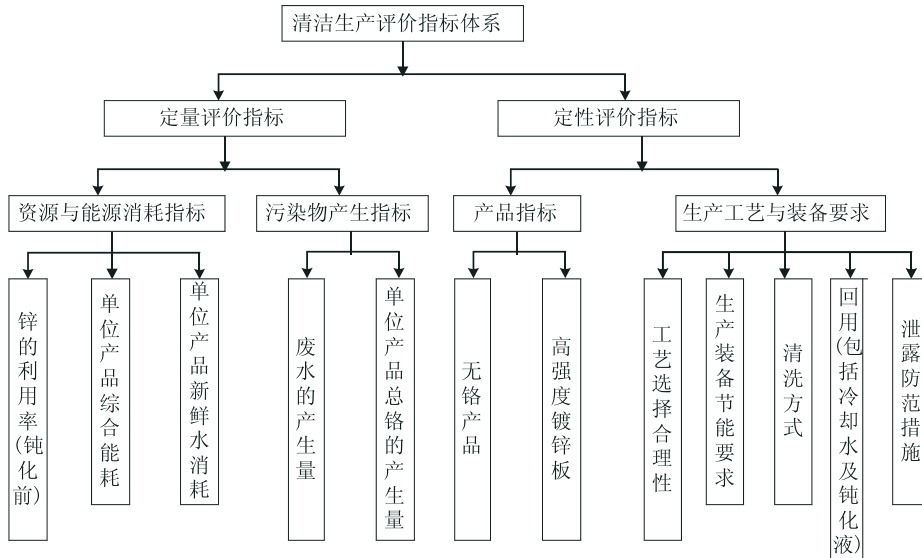 清洁生产评价指标体系
定量评价指标
定性评价指标
资源与能源消耗指标
污染物产生指标
产品指标
生产工艺与装备要求
锌的利用率(钝化前)
单位产品综合能耗
单位产品新鲜水消耗
废水的产生量
单位产品总铬的产生量
无铬产品
高强度镀锌板
工艺选择合理性
生产装备节能要求
清洗方式
回用(包括冷却水及钝化液)
泄露防范措施